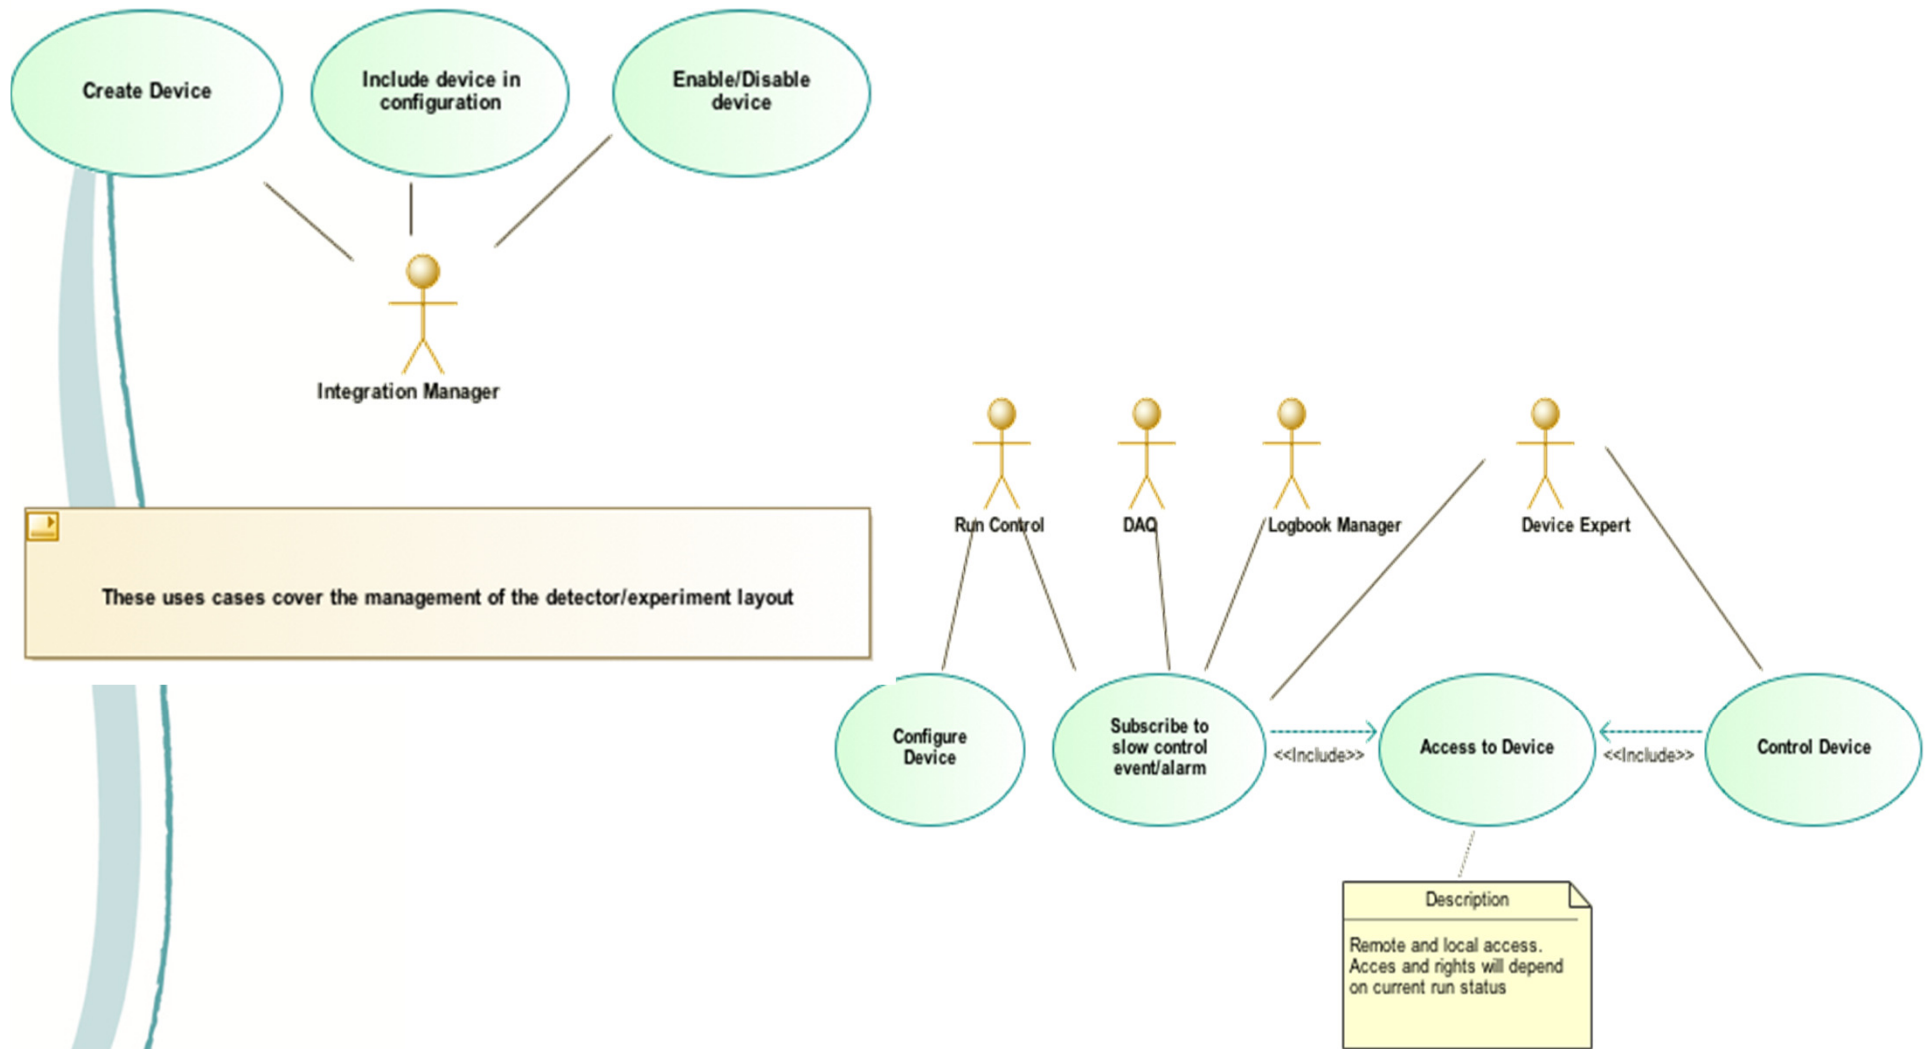 Create Device
Include device in
configuration
Enable/Disable
device
Integration Manager
These uses cases cover the management of the detector/experiment layout
Run Control
DAQ
Logbook Manager
Device Expert
Configure
Device
Subscribe to
slow control
event/alarm
<<Include>>
Access to Device
<<Include>>
Control Device
Description
Remote and local access.
Acces and rights will depend
on current run status